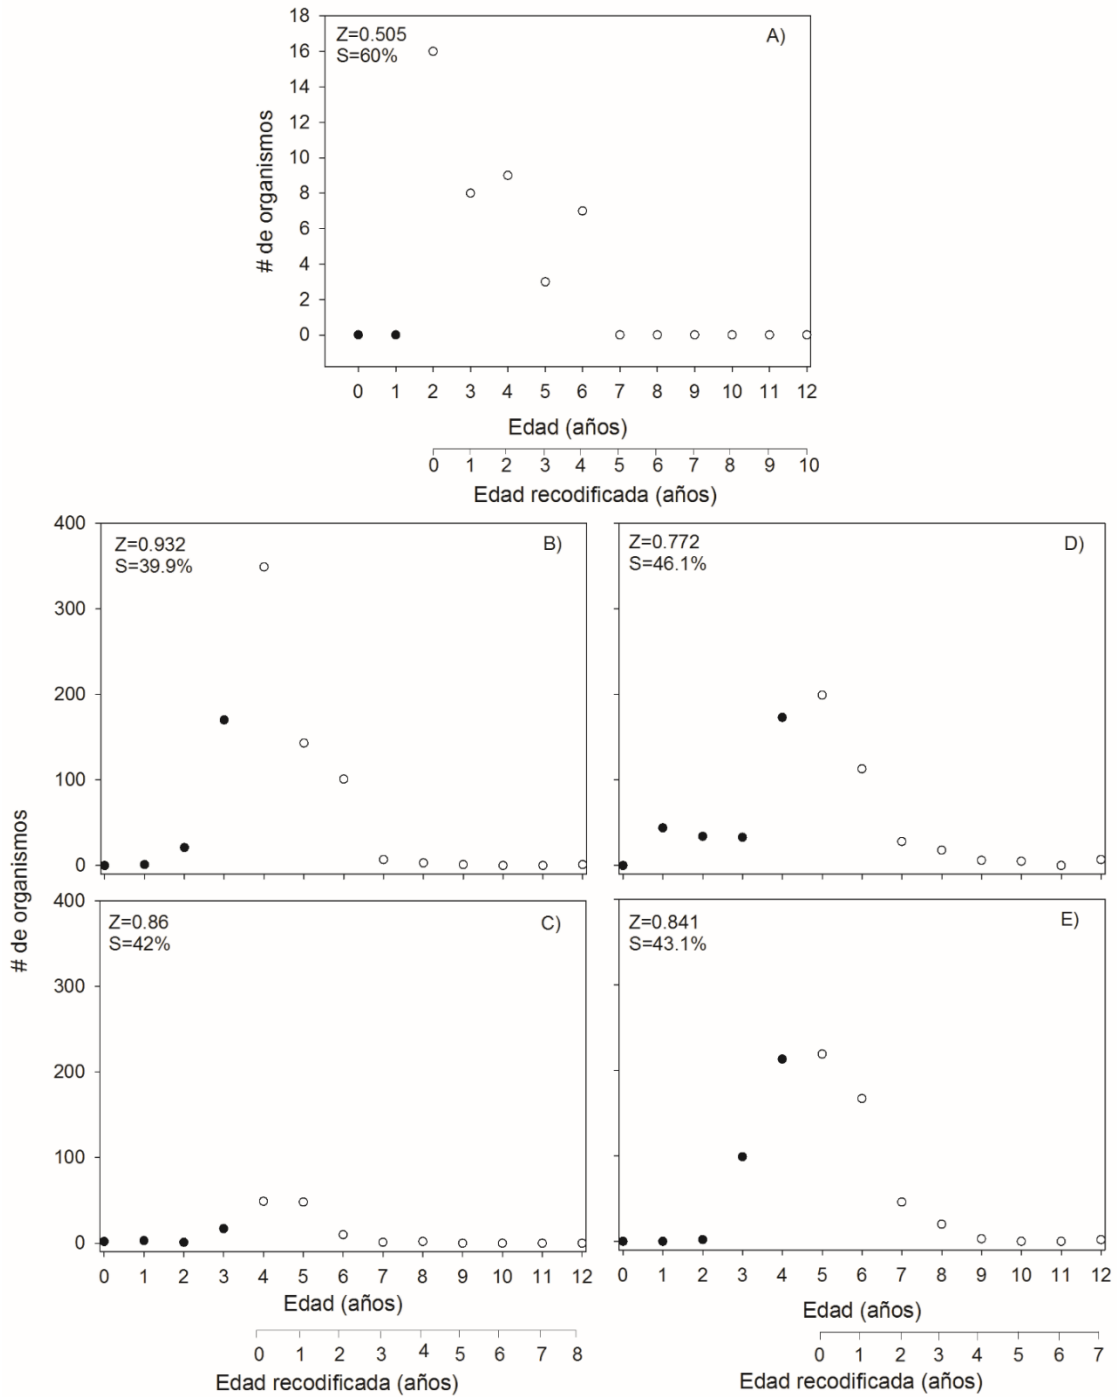 Z=0.505
S=60%
A)
# de organismos
18
16
14
12
10
8
6
4
2
0
0 1 2 3 4 5 6 7 8 9 10 11 12
Edad (años)
0 1 2 3 4 5 6 7 8 9 10
Edad recodificada (años)
Z=0.932
S=39.9%
B)
400
300
200
100
0
Z=0.772
S=46.1%
D)
# de organismos
Z=0.86
S=42%
C)
400
300
200
100
0
0 1 2 3 4 5 6 7 8 9 10 11 12
Edad (años)
0 1 2 3 4 5 6 7 8
Edad recodificada (años)
Z=0.841
S=43.1%
E)
0 1 2 3 4 5 6 7 8 9 10 11 12
Edad (años)
0 1 2 3 4 5 6 7
Edad recodificada (años)